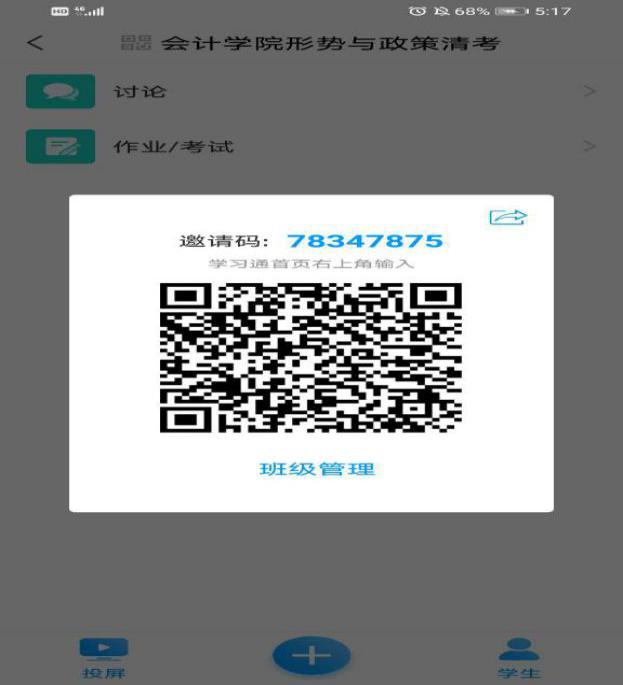 HD 4G 68% 5:17
< 会计学院形势与政策清考
讨论 >
作业/考试 >
邀请码: 78347875
学习通首页右上角输入
班级管理
投屏
学生